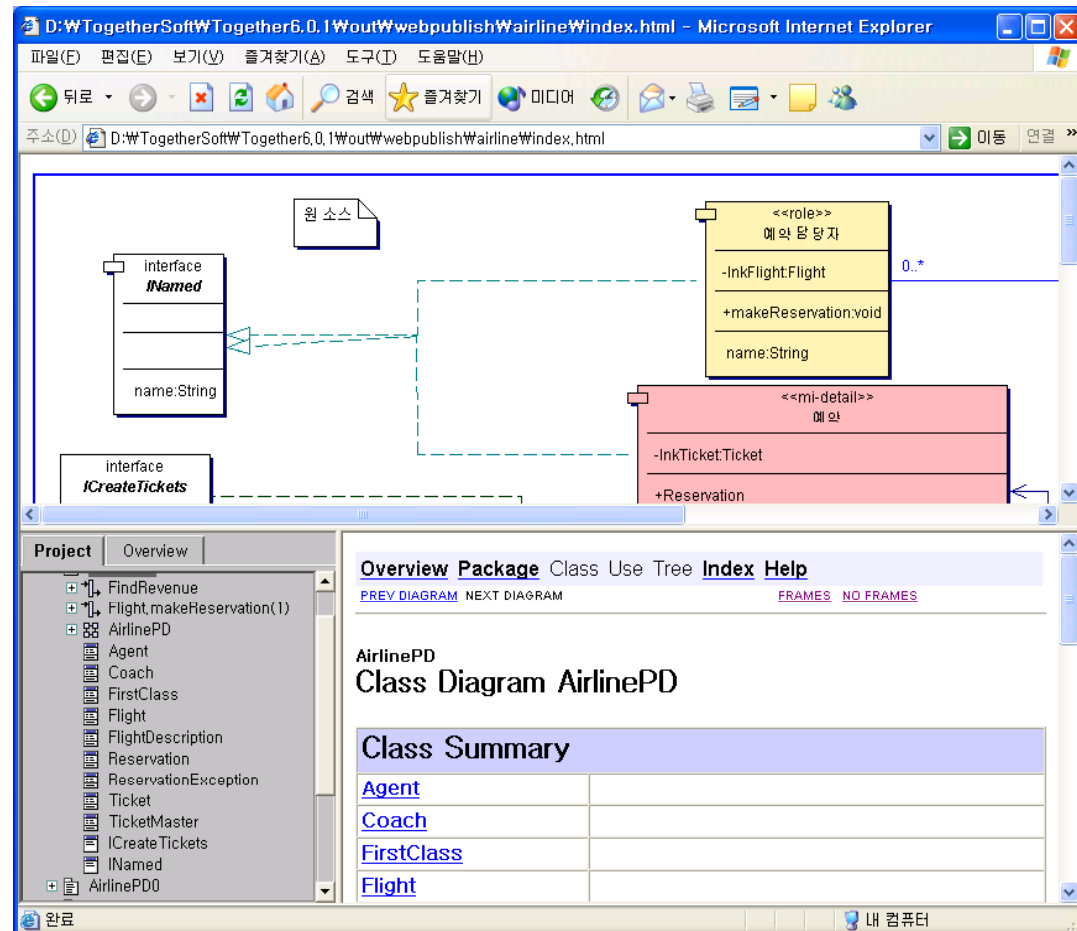 D:₩TogetherSoft₩Together6.0.1₩out₩webpublish₩airline₩index.html - Microsoft Internet Explorer
파일(F) 편집(E) 보기(V) 즐겨찾기(A) 도구(T) 도움말(H)
뒤로 검색 즐겨찾기 미디어
주소(D) D:₩TogetherSoft₩Together6.0.1₩out₩webpublish₩airline₩index.html 이동 연결 »
원 소스
interface
INamed
name:String
<<role>>
예약 담당자
-lnkFlight:Flight
+makeReservation:void
name:String
0..*
<<mi-detail>>
예약
-lnkTicket:Ticket
+Reservation
interface
ICreateTickets
Project Overview
FindRevenue
Flight.makeReservation(1)
AirlinePD
Agent
Coach
FirstClass
Flight
FlightDescription
Reservation
ReservationException
Ticket
TicketMaster
ICreateTickets
INamed
AirlinePD0
Overview Package Class Use Tree Index Help
PREV DIAGRAM NEXT DIAGRAM FRAMES NO FRAMES
AirlinePD
Class Diagram AirlinePD
Class Summary
Agent
Coach
FirstClass
Flight
완료 내 컴퓨터